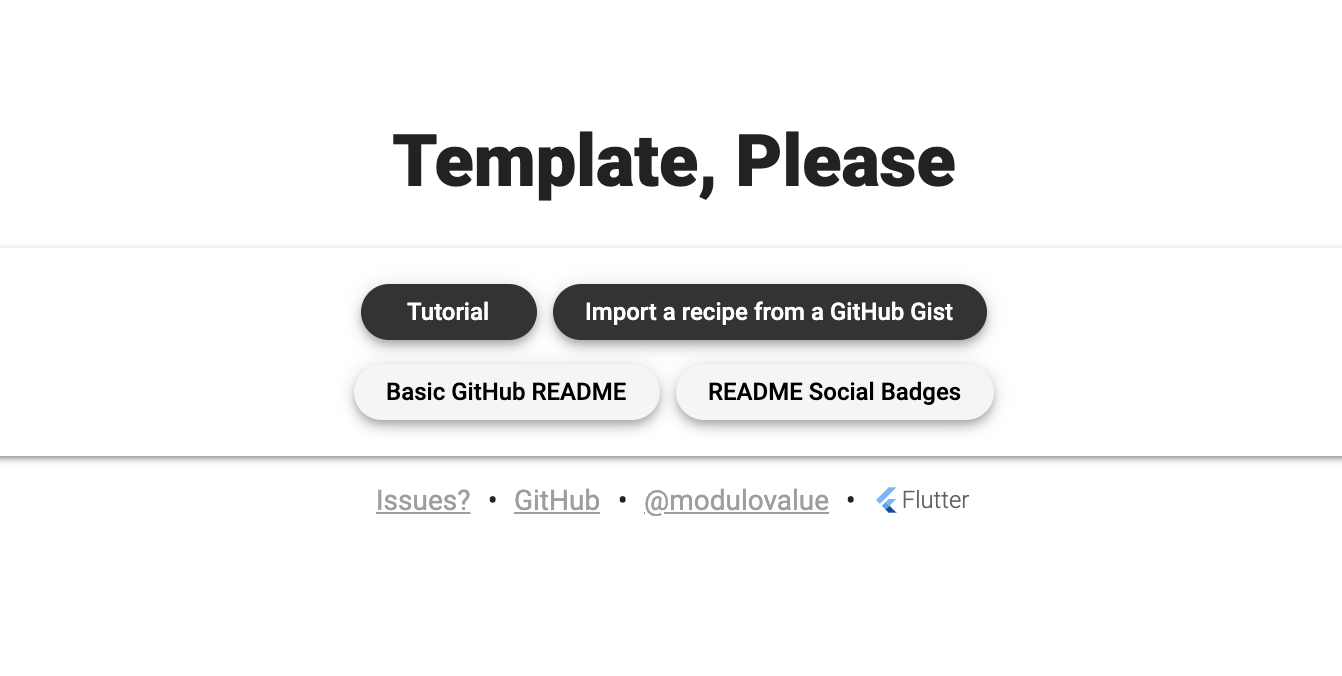 Template, Please
Tutorial Import a recipe from a GitHub Gist
Basic GitHub README README Social Badges
Issues? • GitHub • @modulovalue • Flutter